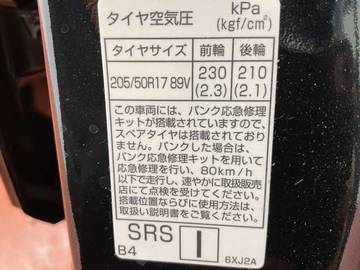 タイヤ空気圧 kPa
(kgf/cm²)
タイヤサイズ 前輪 後輪
205/50R17 89V 230 210
(2.3) (2.1)
この車両には、パンク応急修理
キットが搭載されていますので、
スペアタイヤは搭載されており
ません。パンクした場合は、
パンク応急修理キットを用いて
応急修理を行い、80km/h
以下で走行し、速やかに取扱販売
店にて点検を受けてください。
搭載位置ならびに使用方法は、
取扱説明書をご覧ください。
SRS I
B4 6XJ2A